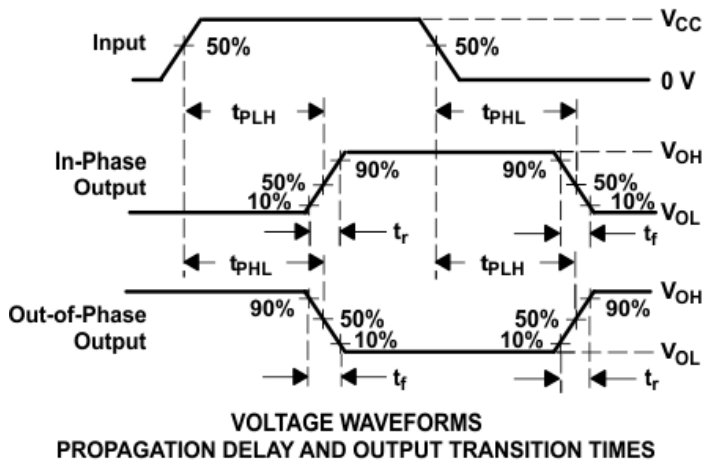 V_CC
Input 50% 50%
0 V
t_PLH t_PHL
V_OH
In-Phase
Output
90% 90%
50% 50%
10% 10%
V_OL
t_r t_f
t_PHL t_PLH
V_OH
90% 90%
Out-of-Phase
Output
50% 50%
10% 10%
V_OL
t_f t_r
VOLTAGE WAVEFORMS
PROPAGATION DELAY AND OUTPUT TRANSITION TIMES